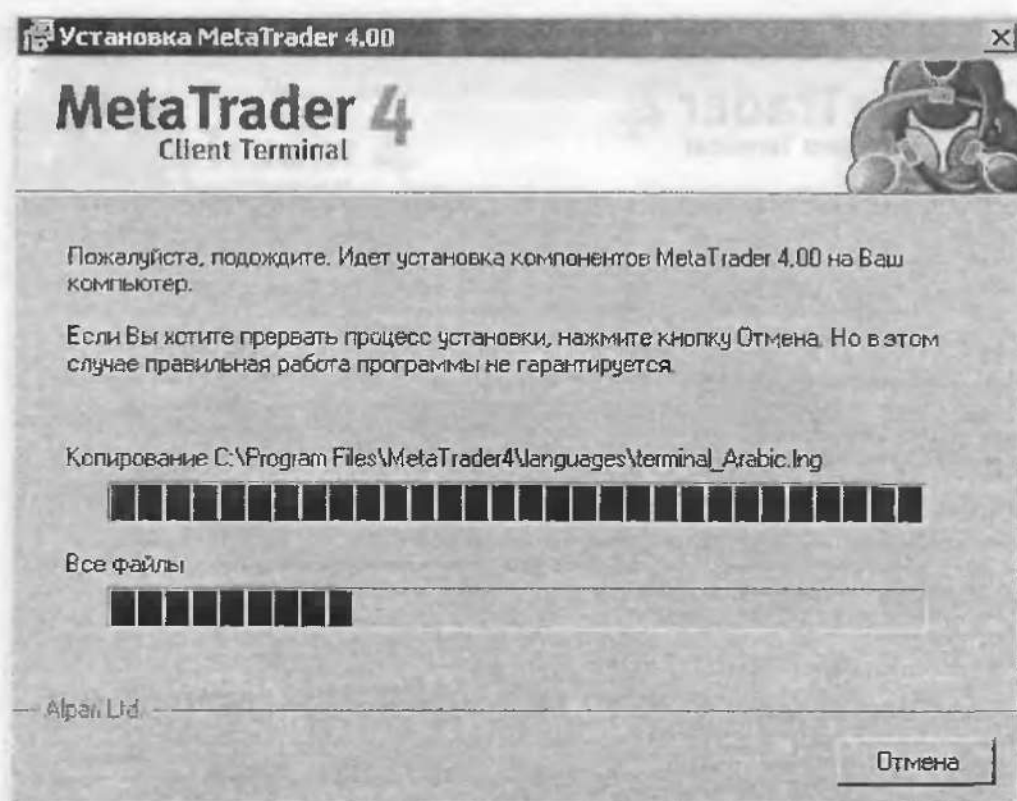 Установка MetaTrader 4.00
MetaTrader 4
Client Terminal
Пожалуйста, подождите. Идет установка компонентов MetaTrader 4.00 на Ваш
компьютер.
Если Вы хотите прервать процесс установки, нажмите кнопку Отмена. Но в этом
случае правильная работа программы не гарантируется.
Копирование C:\Program Files\MetaTrader4\languages\terminal_Arabic.lng
Все файлы
Alpari Ltd.
Отмена